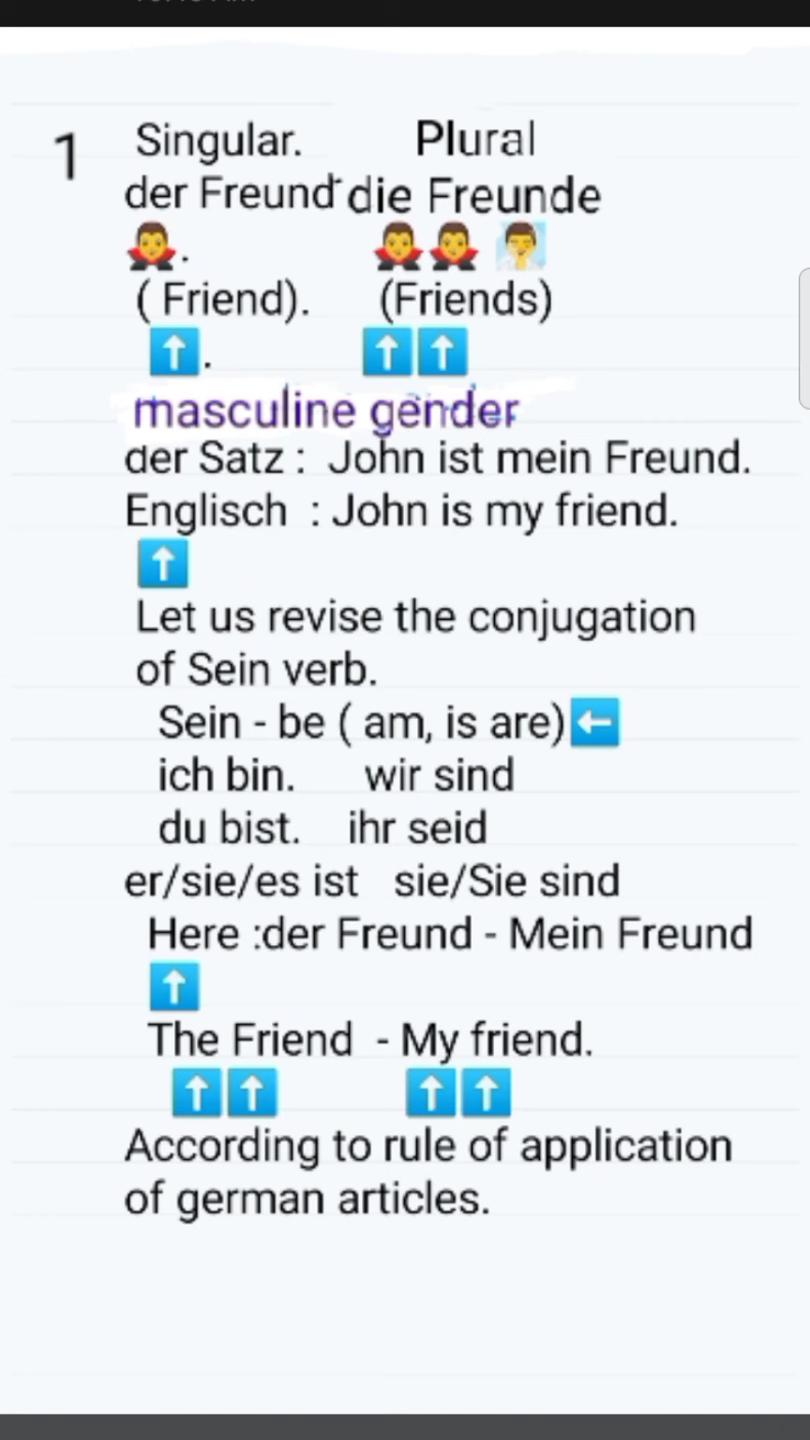 1 Singular. Plural
der Freund die Freunde
🧛‍♂️. 🧛‍♂️🧛‍♂️🧖‍♂️
( Friend). (Friends)
⬆️. ⬆️⬆️
masculine gender
der Satz : John ist mein Freund.
Englisch : John is my friend.
⬆️
Let us revise the conjugation
of Sein verb.
Sein - be ( am, is are)⬅️
ich bin. wir sind
du bist. ihr seid
er/sie/es ist sie/Sie sind
Here :der Freund - Mein Freund
⬆️
The Friend - My friend.
⬆️⬆️ ⬆️⬆️
According to rule of application
of german articles.